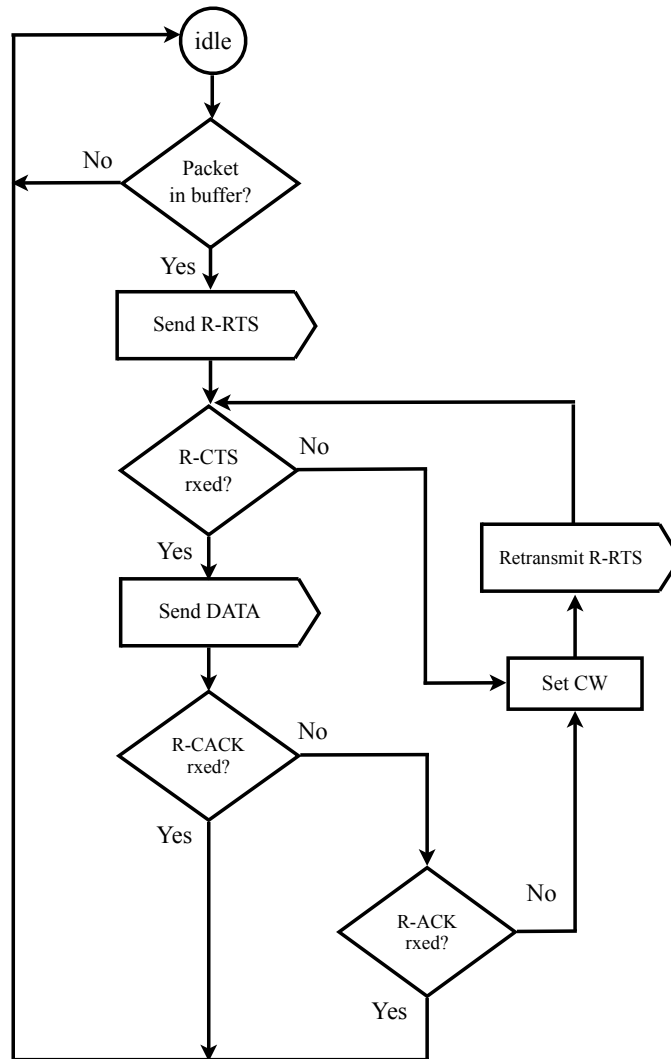 idle
No
Packet
in buffer?
Yes
Send R-RTS
R-CTS
rxed?
No
Yes
Retransmit R-RTS
Send DATA
Set CW
R-CACK
rxed?
No
Yes
R-ACK
rxed?
No
Yes